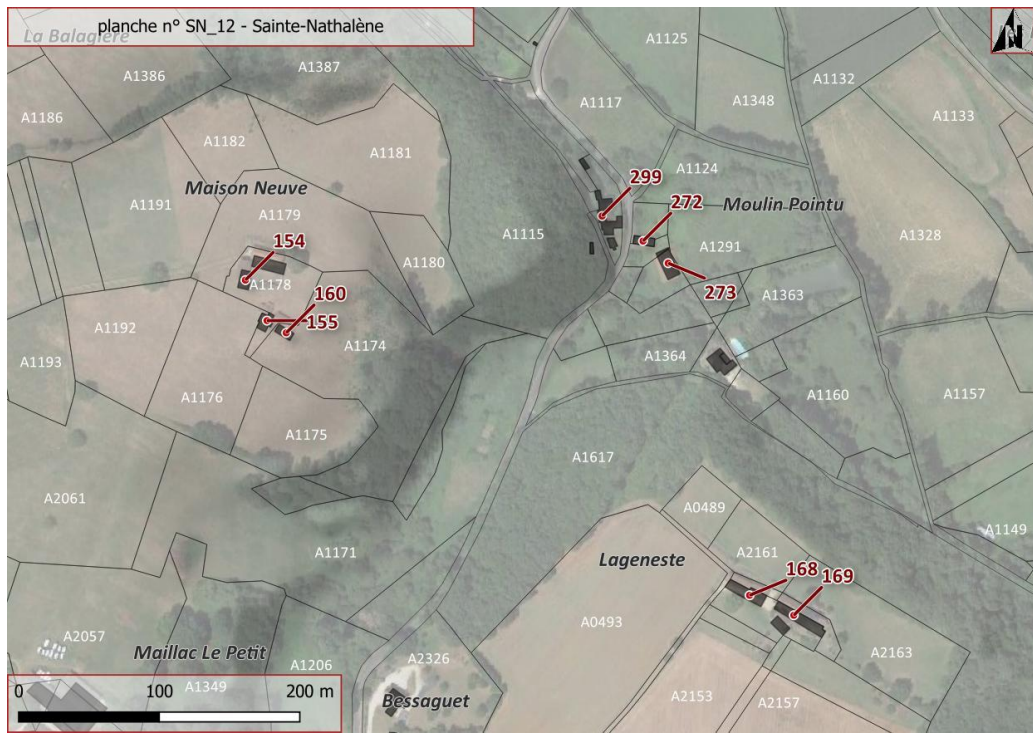 planche n° SN_12 - Sainte-Nathalène
N
La Balagière
A1387
A1125
A1132
A1386
A1117
A1348
A1133
A1186
A1182
A1181
A1124
Maison Neuve
299
272
Moulin Pointu
A1191
A1179
A1115
A1328
154
A1180
A1291
A1178
160
273
A1363
155
A1192
A1174
A1193
A1364
A1176
A1160
A1157
A1175
A1617
A2061
A0489
A1149
A1171
Lageneste
A2161
168
169
A0493
A2057
Maillac Le Petit
A1206
A2326
A2163
A1349
Bessaguet
A2153
A2157
0 100 200 m